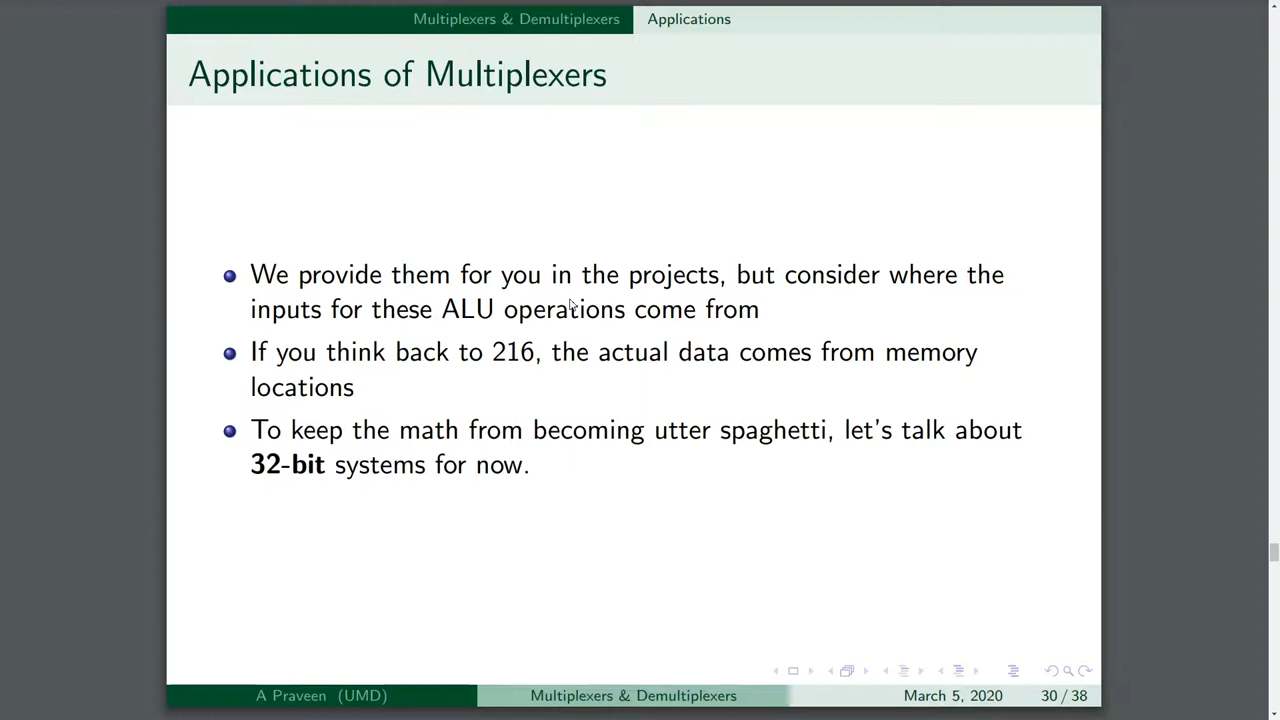 Multiplexers & Demultiplexers Applications
Applications of Multiplexers
We provide them for you in the projects, but consider where the
inputs for these ALU operations come from
If you think back to 216, the actual data comes from memory
locations
To keep the math from becoming utter spaghetti, let's talk about
32-bit systems for now.
A Praveen (UMD) Multiplexers & Demultiplexers March 5, 2020 30 / 38